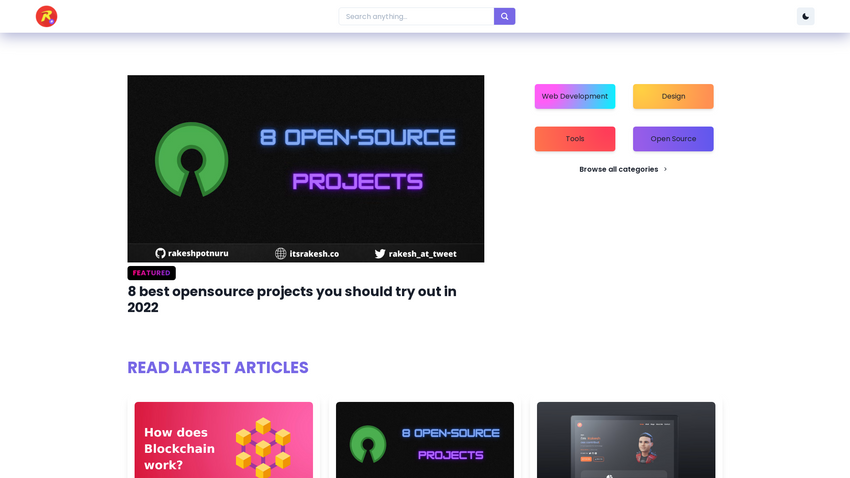 R
Search anything...
8 OPEN-SOURCE
PROJECTS
rakeshpotnuru
itsrakesh.co
rakesh_at_tweet
FEATURED
8 best opensource projects you should try out in
2022
Web Development
Design
Tools
Open Source
Browse all categories
READ LATEST ARTICLES
How does
Blockchain
work?
8 OPEN-SOURCE
PROJECTS